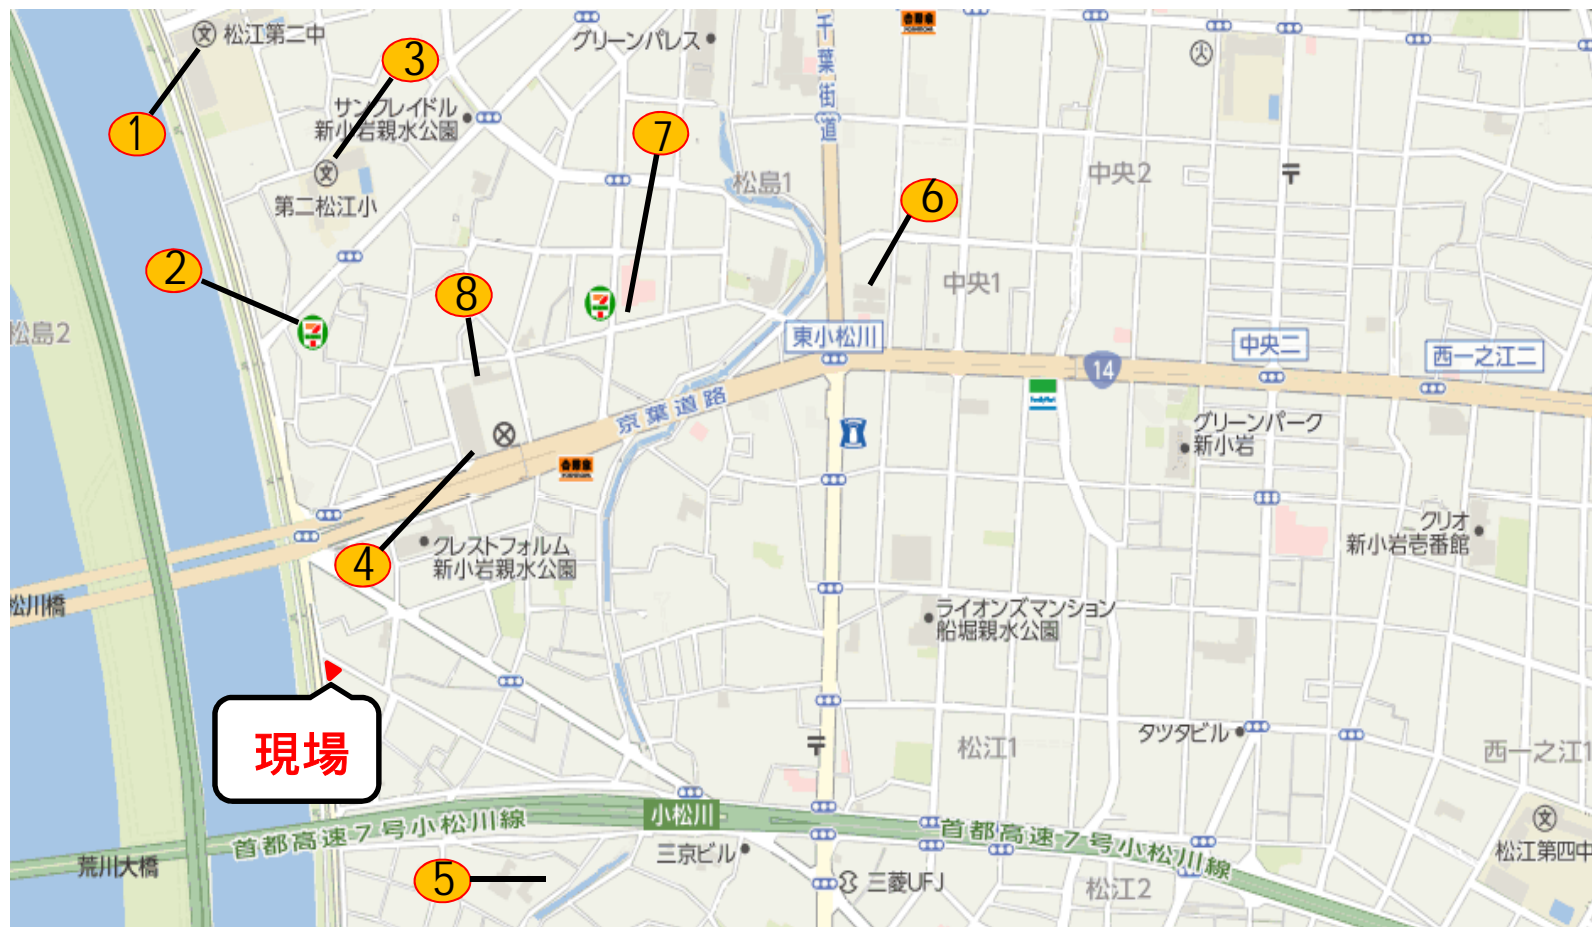 松江第二中
グリーンパレス
千葉街道
サンクレイドル
新小岩親水公園
1
3
7
第二松江小
松島1
中央2
6
2
8
中央1
松島2
東小松川
中央二
西一之江二
14
京葉道路
FamilyMart
グリーンパーク
新小岩
クリオ
新小岩壱番館
4
クレストフォルム
新小岩親水公園
松川橋
ライオンズマンション
船堀親水公園
現場
松江1
タツタビル
西一之江1
小松川
首都高速7号小松川線
首都高速7号小松川線
荒川大橋
5
三京ビル
三菱UFJ
松江2
松江第四中